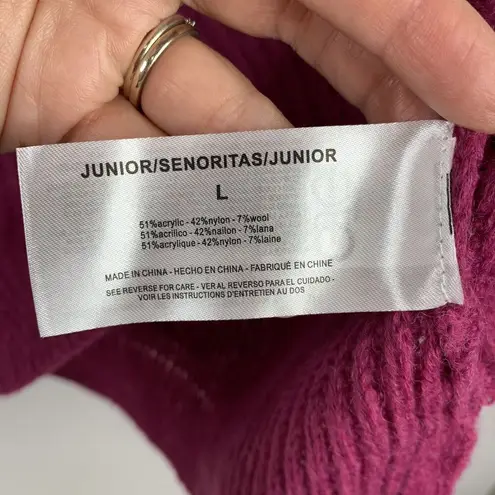 JUNIOR/SENORITAS/JUNIOR
L
51%acrylic - 42%nylon - 7%wool
51%acrilico - 42%nailon - 7%lana
51%acrylique - 42%nylon - 7%laine
MADE IN CHINA - HECHO EN CHINA - FABRIQUÉ EN CHINE
SEE REVERSE FOR CARE - VER AL REVERSO PARA EL CUIDADO -
VOIR LES INSTRUCTIONS D'ENTRETIEN AU DOS